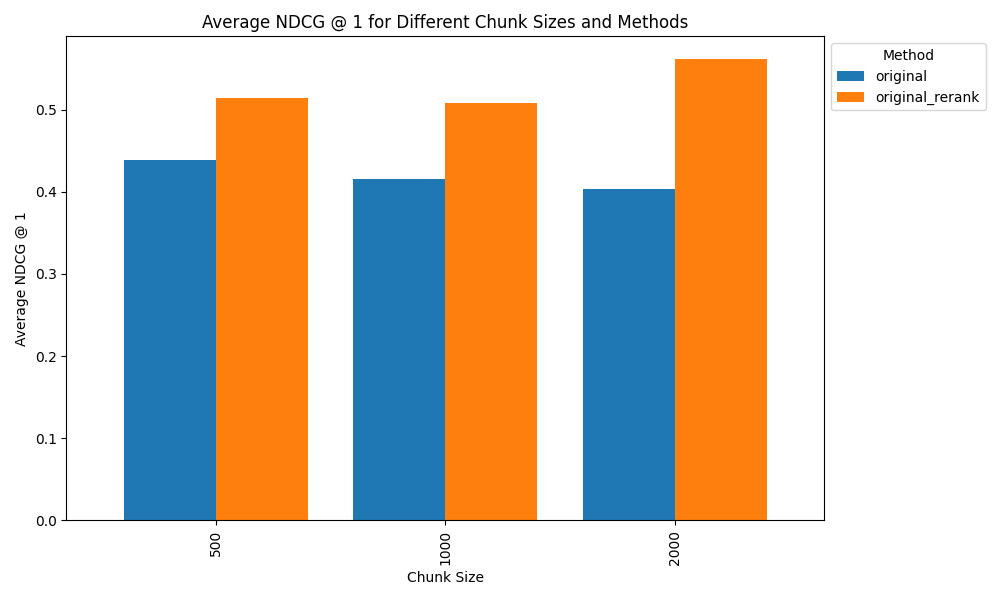 Average NDCG @ 1 for Different Chunk Sizes and Methods
Method
original
original_rerank
Average NDCG @ 1
0.5
0.4
0.3
0.2
0.1
0.0
500
1000
2000
Chunk Size